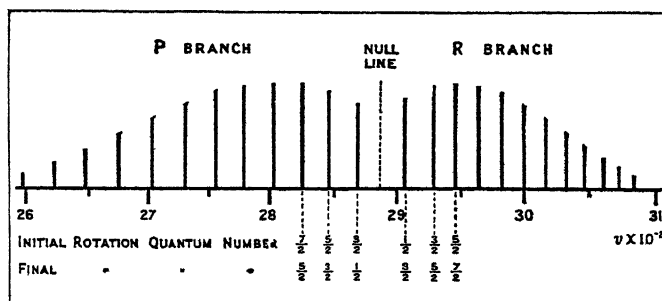 P BRANCH NULL LINE R BRANCH
26 27 28 29 30 31
ν X 10⁻²
INITIAL ROTATION QUANTUM NUMBER 7/2 5/2 3/2 1/2 3/2 5/2
FINAL " " " 5/2 3/2 1/2 3/2 5/2 7/2